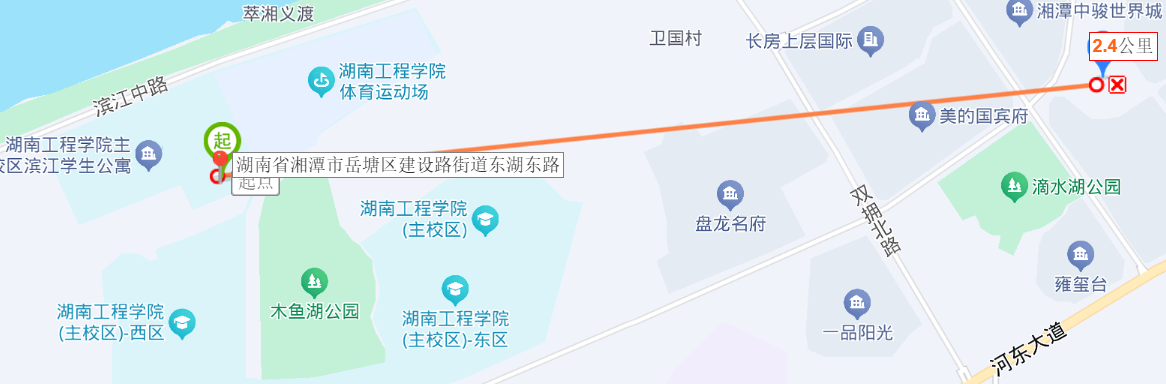 萃湘义渡
湘潭中骏世界城
卫国村
长房上层国际
2.4公里
湖南工程学院
体育运动场
滨江中路
美的国宾府
湖南工程学院主
校区滨江学生公寓
起
湖南省湘潭市岳塘区建设路街道东湖东路
起点
滴水湖公园
双拥北路
湖南工程学院
(主校区)
盘龙名府
雍玺台
木鱼湖公园
湖南工程学院
(主校区)-西区
湖南工程学院
(主校区)-东区
一品阳光
河东大道